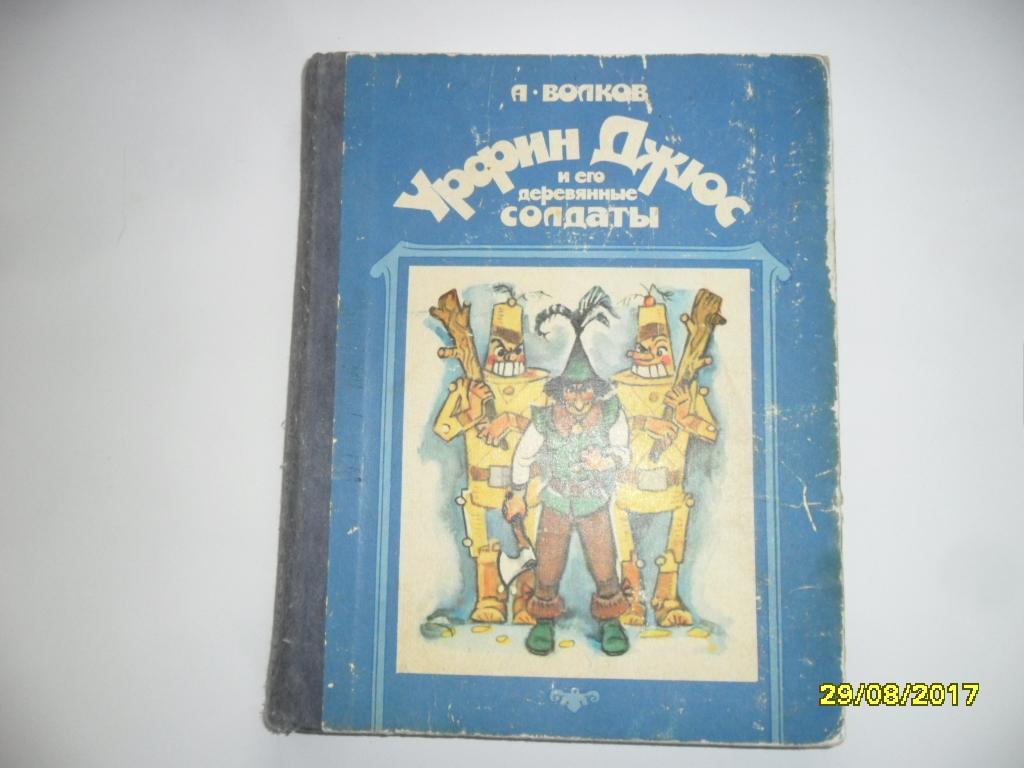 А · ВОЛКОВ
Урфин Джюс
и его
деревянные
солдаты
29/08/2017